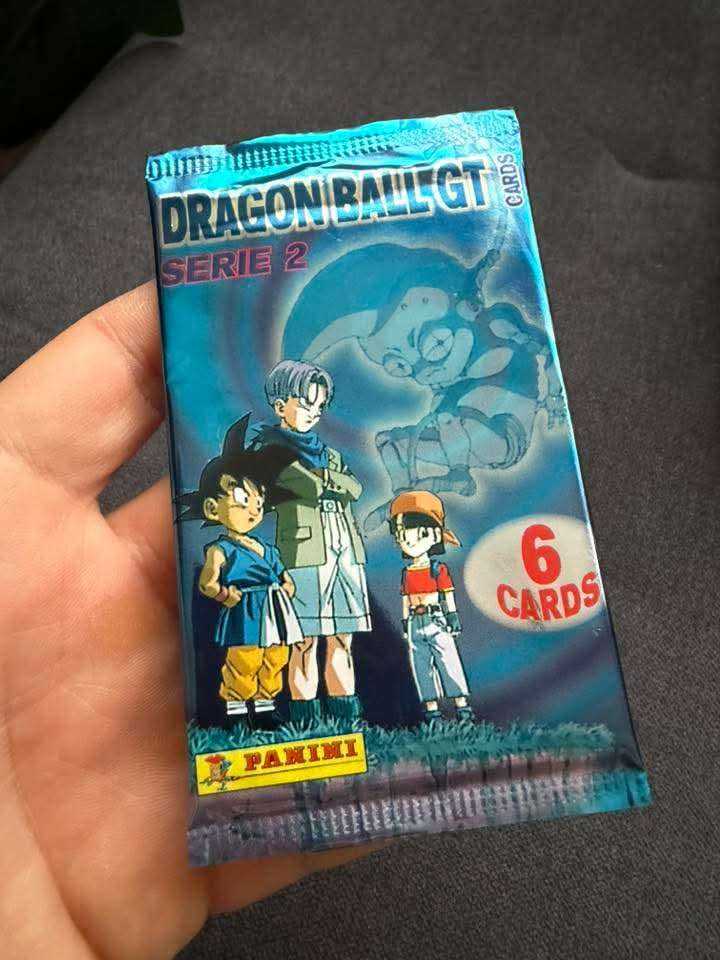 DRAGON BALL GT
CARDS
SERIE 2
6
CARDS
PANINI